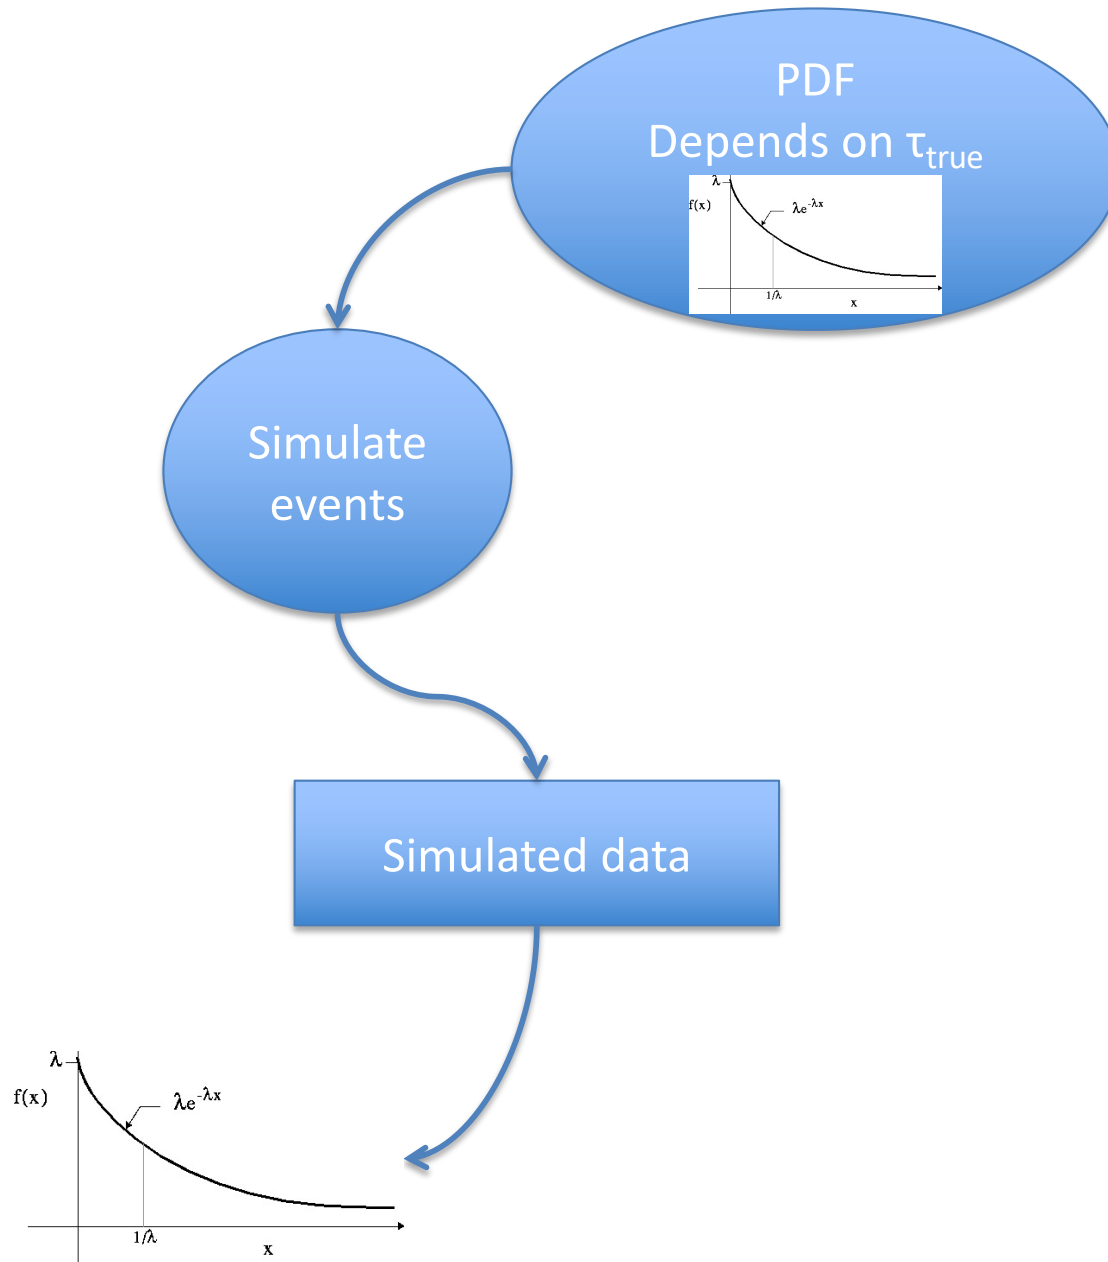 PDF
Depends on τtrue
λ
f(x)
λe-λx
1/λ
x
Simulate
events
Simulated data
λ
f(x)
λe-λx
1/λ
x